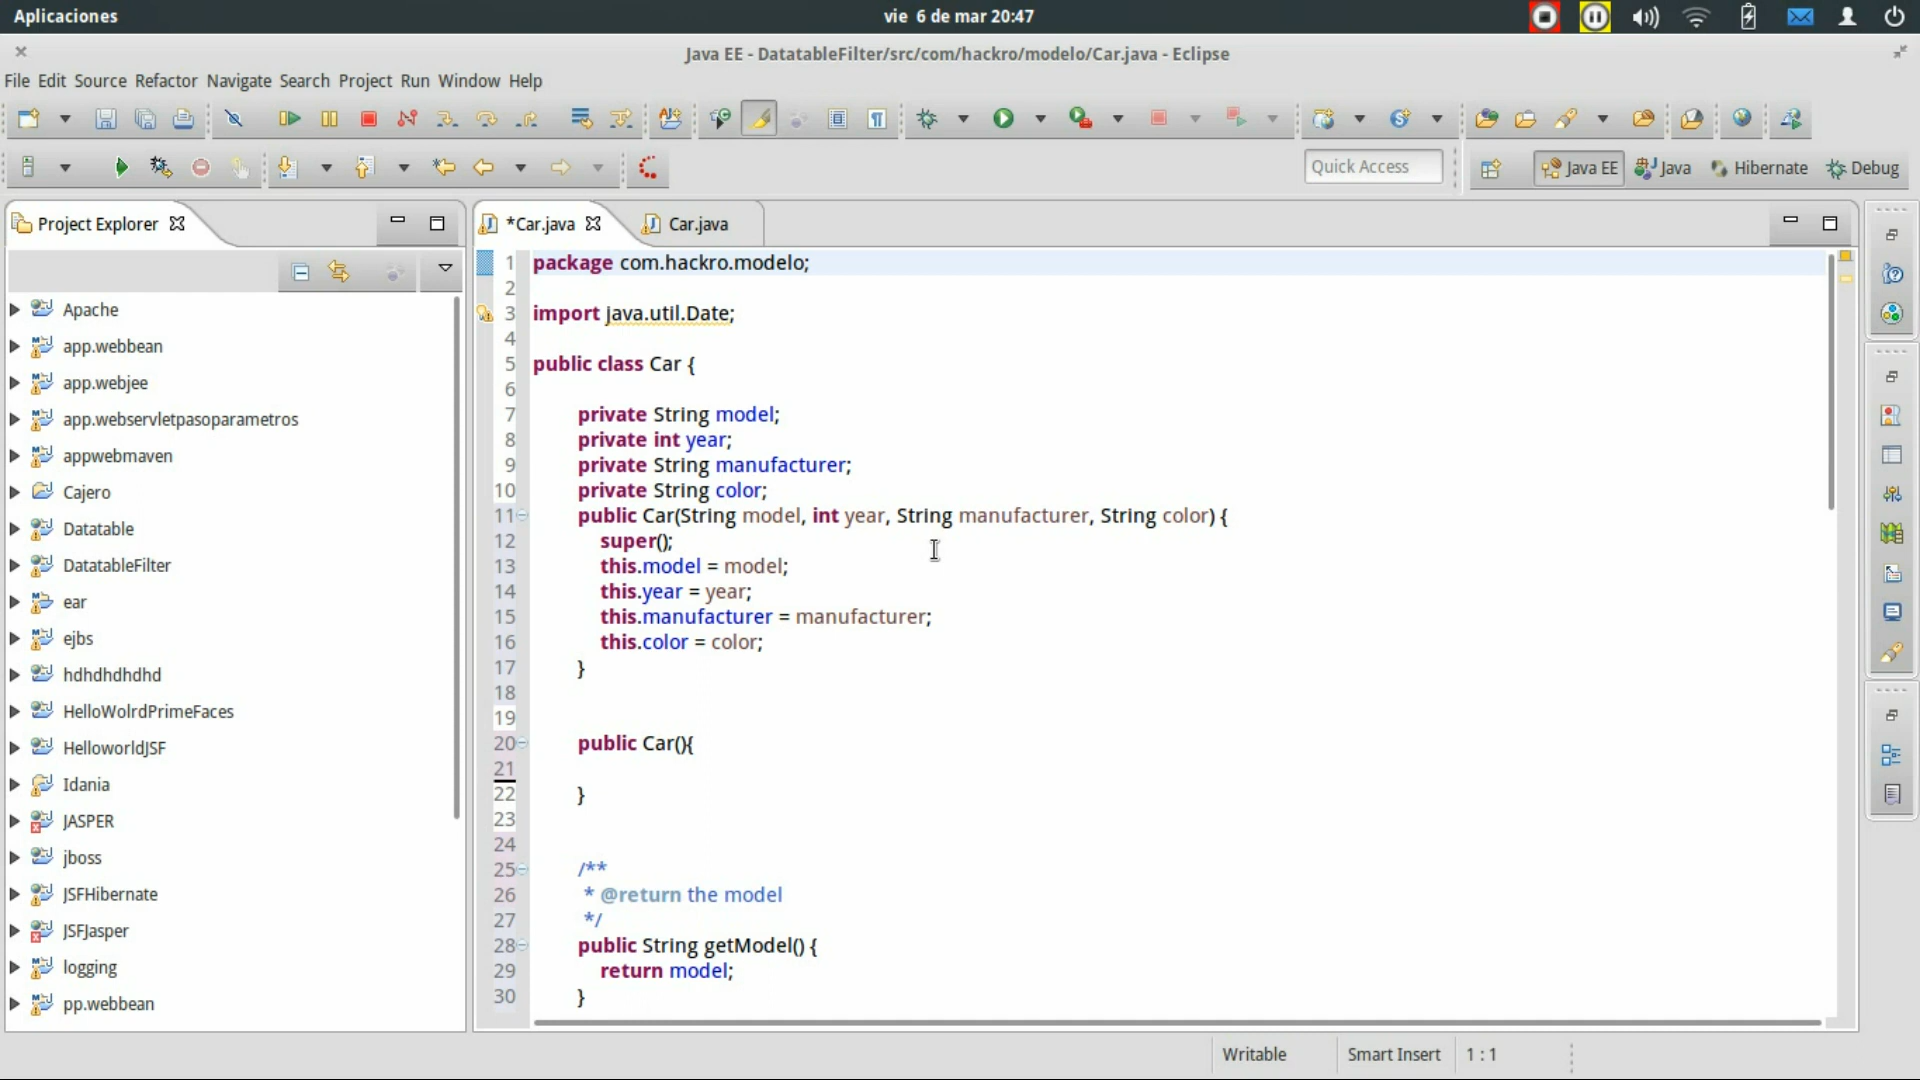 Aplicaciones
vie 6 de mar 20:47
Java EE - DatatableFilter/src/com/hackro/modelo/Car.java - Eclipse
File Edit Source Refactor Navigate Search Project Run Window Help
Quick Access
Java EE
Java
Hibernate
Debug
Project Explorer
*Car.java
Car.java
Apache
app.webbean
app.webjee
app.webservletpasoparametros
appwebmaven
Cajero
Datatable
DatatableFilter
ear
ejbs
hdhdhdhdhd
HelloWolrdPrimeFaces
HelloworldJSF
Idania
JASPER
jboss
JSFHibernate
JSFJasper
logging
pp.webbean
1 package com.hackro.modelo;
2
3 import java.util.Date;
4
5 public class Car {
6
7 private String model;
8 private int year;
9 private String manufacturer;
10 private String color;
11 public Car(String model, int year, String manufacturer, String color) {
12 super();
13 this.model = model;
14 this.year = year;
15 this.manufacturer = manufacturer;
16 this.color = color;
17 }
18
19
20 public Car(){
21
22 }
23
24
25 /**
26 * @return the model
27 */
28 public String getModel() {
29 return model;
30 }
Writable
Smart Insert
1 : 1